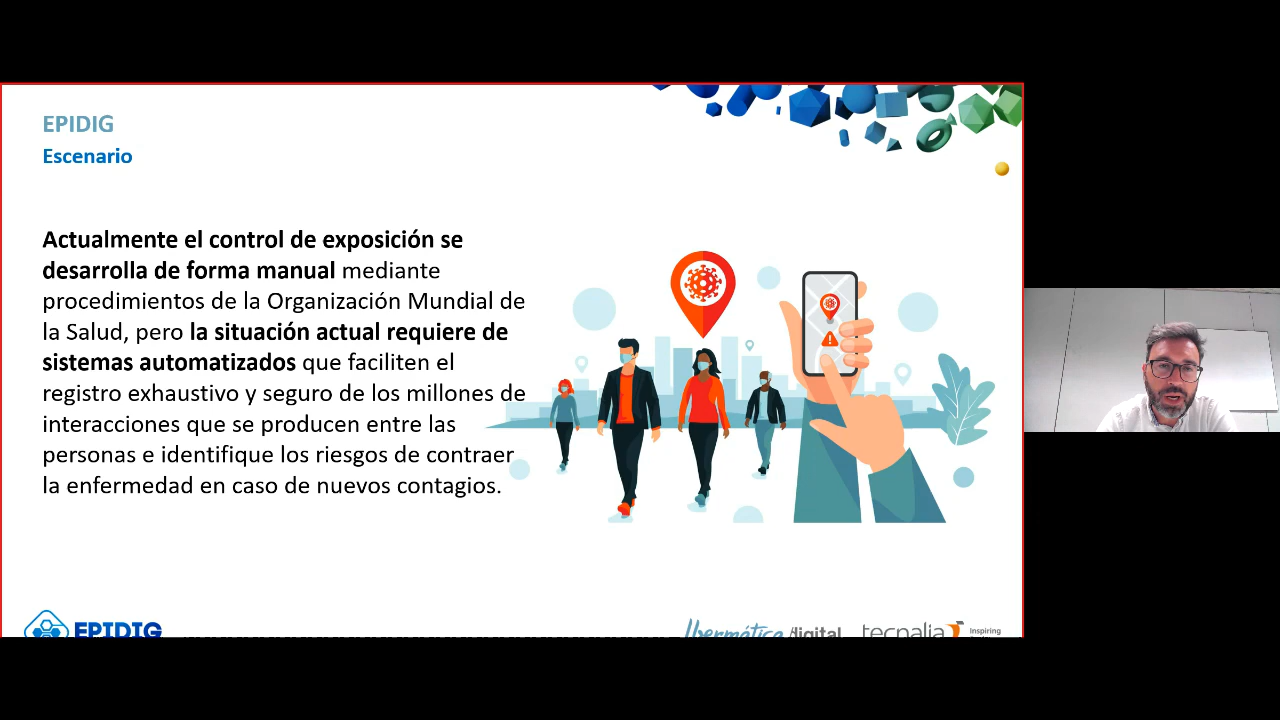 EPIDIG
Escenario
Actualmente el control de exposición se
desarrolla de forma manual mediante
procedimientos de la Organización Mundial de
la Salud, pero la situación actual requiere de
sistemas automatizados que faciliten el
registro exhaustivo y seguro de los millones de
interacciones que se producen entre las
personas e identifique los riesgos de contraer
la enfermedad en caso de nuevos contagios.
EPIDIG
Ibermática digital
tecnalia Inspiring